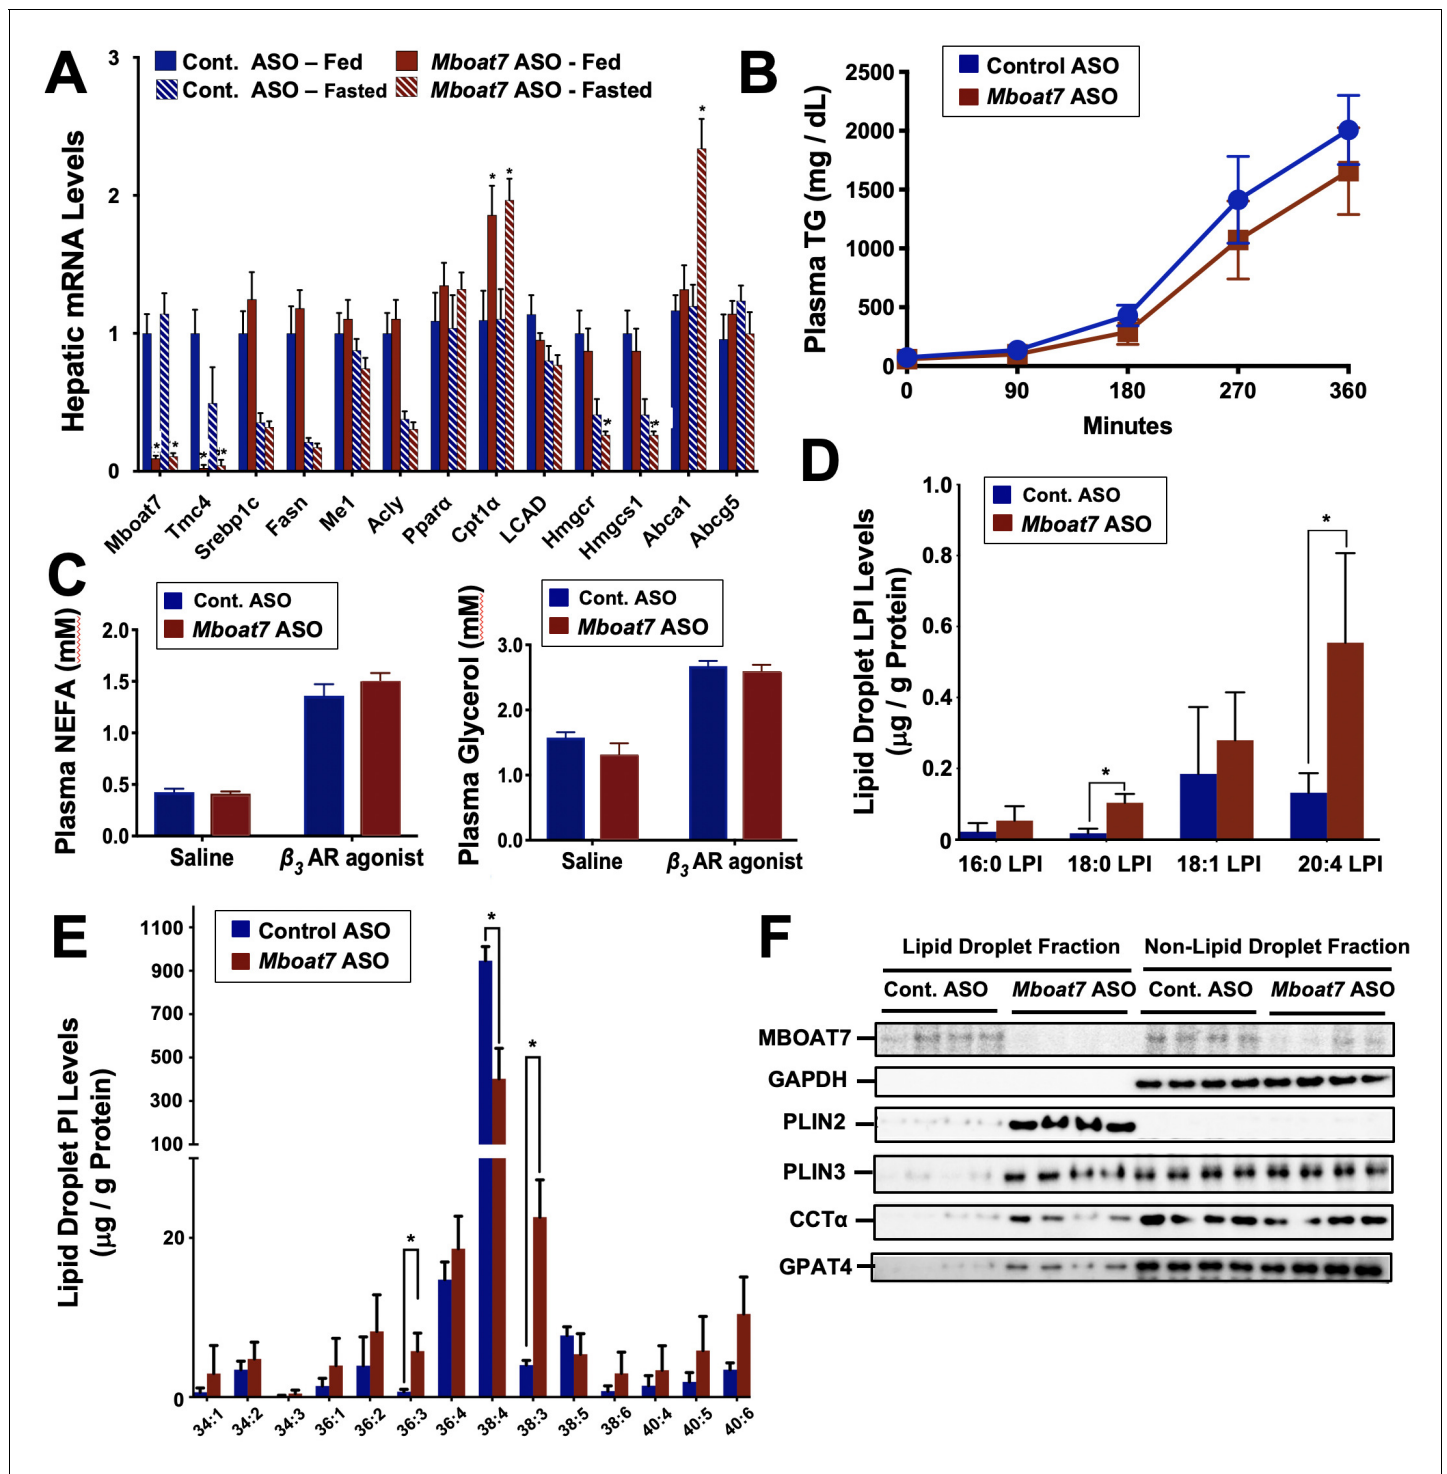 A
Cont. ASO – Fed
Mboat7 ASO - Fed
Cont. ASO – Fasted
Mboat7 ASO - Fasted
Hepatic mRNA Levels
3
2
1
0
* * * * * * * * *
Mboat7 Tmc4 Srebp1c Fasn Me1 Acly Pparα Cpt1α LCAD Hmgcr Hmgcs1 Abca1 Abcg5
B
Control ASO
Mboat7 ASO
Plasma TG (mg / dL)
2500
2000
1500
1000
500
0
0 90 180 270 360
Minutes
C
Cont. ASO
Mboat7 ASO
Plasma NEFA (mM)
2.0
1.5
1.0
0.5
0.0
Saline β3 AR agonist
Cont. ASO
Mboat7 ASO
Plasma Glycerol (mM)
3.0
2.0
1.0
0.0
Saline β3 AR agonist
D
Cont. ASO
Mboat7 ASO
Lipid Droplet LPI Levels
(μg / g Protein)
1.0
0.8
0.6
0.4
0.2
0
* *
16:0 LPI 18:0 LPI 18:1 LPI 20:4 LPI
E
Control ASO
Mboat7 ASO
Lipid Droplet PI Levels
(μg / g Protein)
1100
900
700
500
300
100
20
0
* * *
34:1 34:2 34:3 36:1 36:2 36:3 36:4 38:4 38:3 38:5 38:6 40:4 40:5 40:6
F
Lipid Droplet Fraction Non-Lipid Droplet Fraction
Cont. ASO Mboat7 ASO Cont. ASO Mboat7 ASO
MBOAT7
GAPDH
PLIN2
PLIN3
CCTα
GPAT4